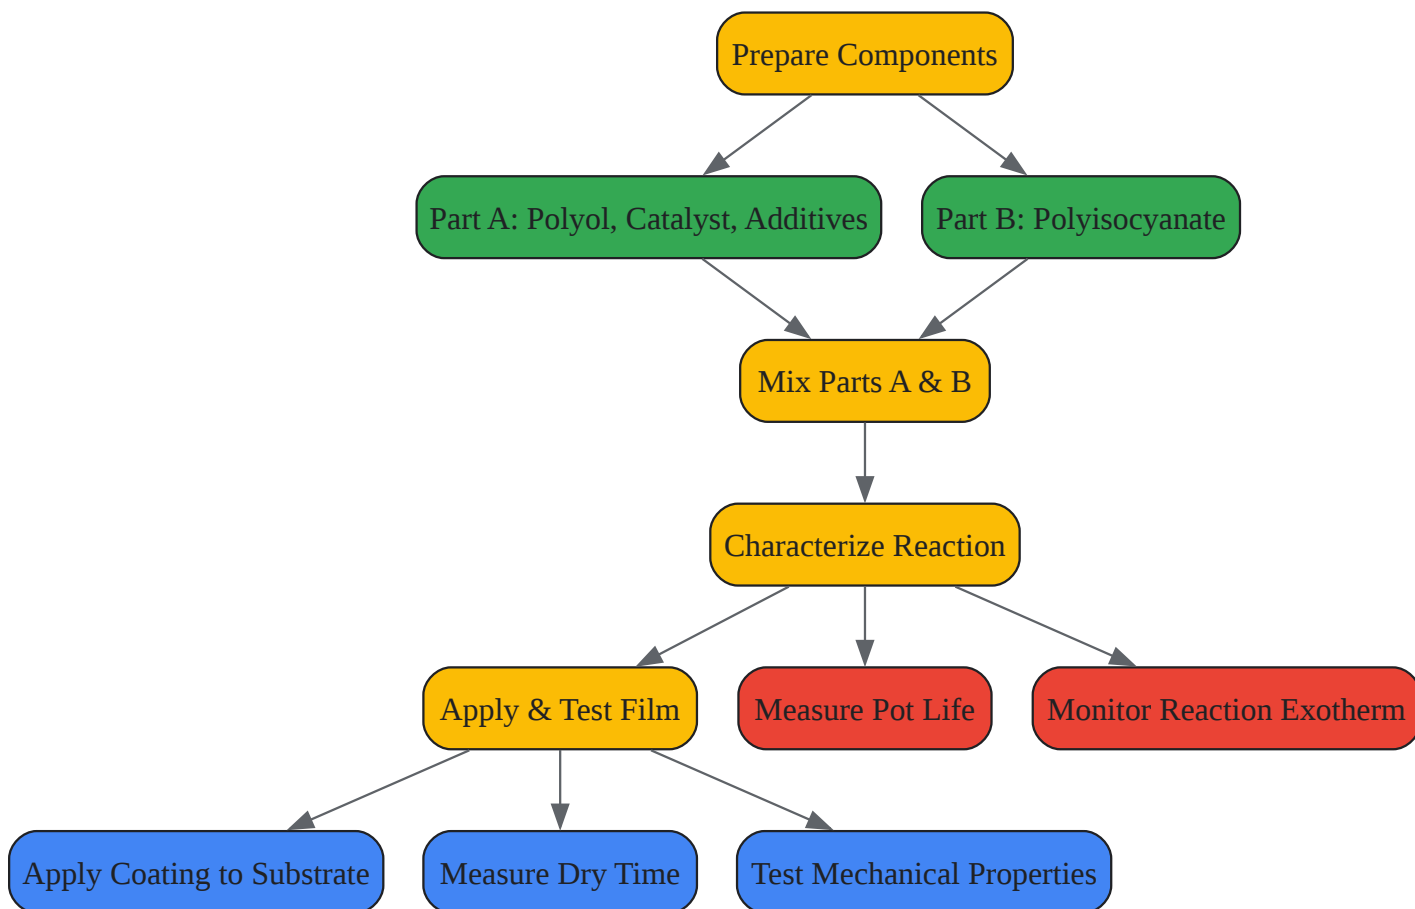 Prepare Components
Part A: Polyol, Catalyst, Additives
Part B: Polyisocyanate
Mix Parts A & B
Characterize Reaction
Apply & Test Film
Measure Pot Life
Monitor Reaction Exotherm
Apply Coating to Substrate
Measure Dry Time
Test Mechanical Properties